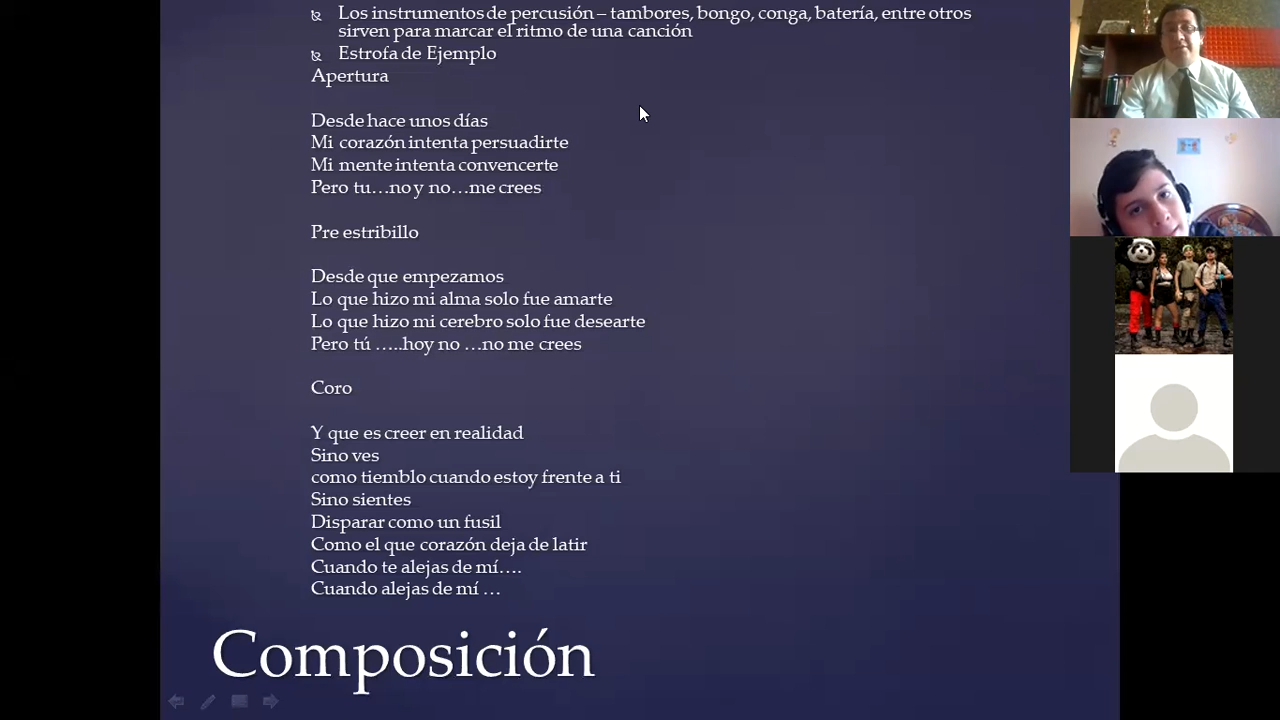 Los instrumentos de percusión – tambores, bongo, conga, batería, entre otros
sirven para marcar el ritmo de una canción
Estrofa de Ejemplo
Apertura
Desde hace unos días
Mi corazón intenta persuadirte
Mi mente intenta convencerte
Pero tu…no y no…me crees
Pre estribillo
Desde que empezamos
Lo que hizo mi alma solo fue amarte
Lo que hizo mi cerebro solo fue desearte
Pero tú …..hoy no …no me crees
Coro
Y que es creer en realidad
Sino ves
como tiemblo cuando estoy frente a ti
Sino sientes
Disparar como un fusil
Como el que corazón deja de latir
Cuando te alejas de mí….
Cuando alejas de mí …
Composición